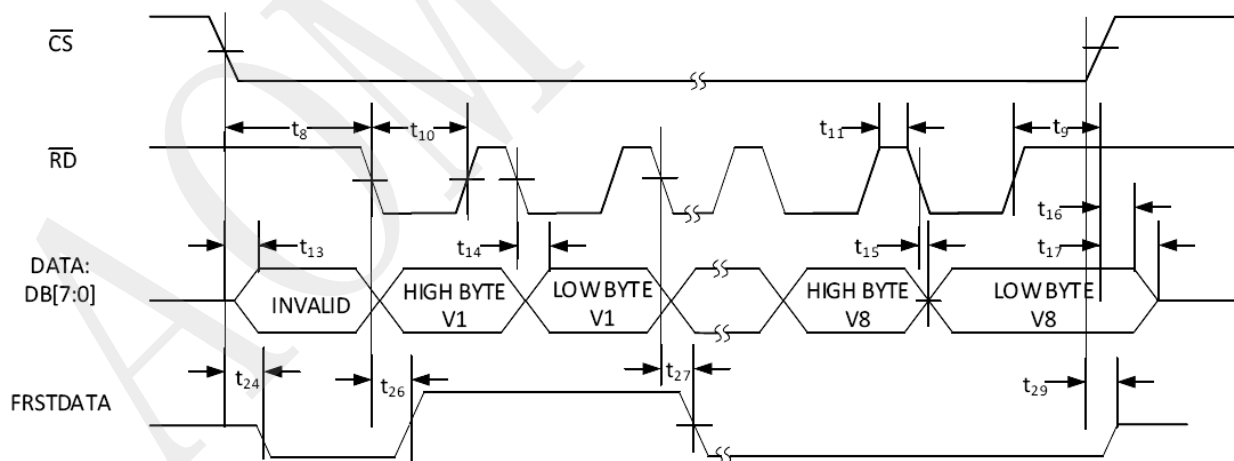 CS
t8
t10
t11
t9
RD
t13
t14
t15
t16
t17
DATA:
DB[7:0]
INVALID
HIGH BYTE
V1
LOW BYTE
V1
HIGH BYTE
V8
LOW BYTE
V8
t24
t26
t27
t29
FRSTDATA
AOM